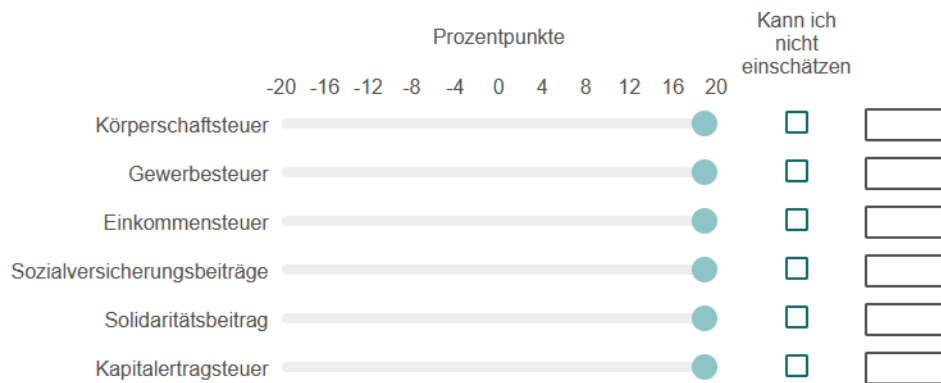 Prozentpunkte
Kann ich
nicht
einschätzen
-20 -16 -12 -8 -4 0 4 8 12 16 20
Körperschaftsteuer
Gewerbesteuer
Einkommensteuer
Sozialversicherungsbeiträge
Solidaritätsbeitrag
Kapitalertragsteuer